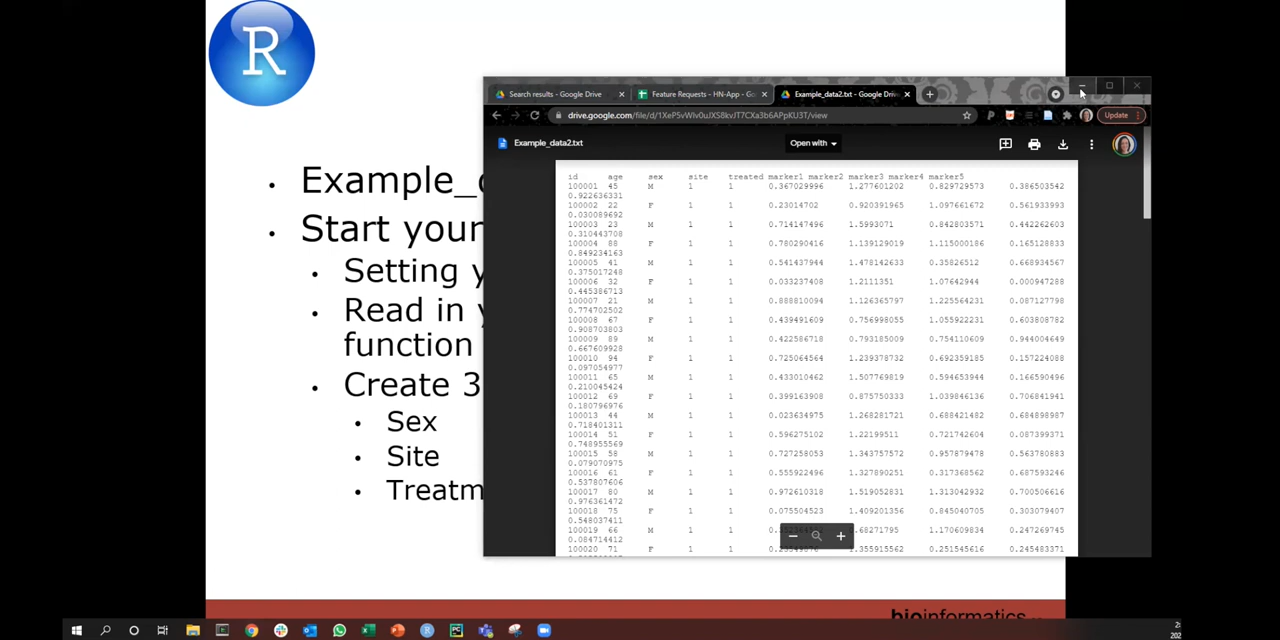 R
Example_
Start your
Setting
Read in
function
Create 3
Sex
Site
Treatm
Search results - Google Drive
Feature Requests - HN-App - Go
Example_data2.txt - Google Driv
drive.google.com/file/d/1XeP5vWlv0uJXS8kvJT7CXa3b6APpKU3T/view
Update
Example_data2.txt
Open with
id age sex site treated marker1 marker2 marker3 marker4 marker5
100001 45 M 1 1 0.367029996 1.277601202 0.829729573 0.386503542
0.922636331
100002 22 F 1 1 0.23014702 0.920391965 1.097661672 0.561933993
0.030089692
100003 23 M 1 1 0.714147496 1.5993071 0.842803571 0.442262603
0.310443708
100004 88 F 1 1 0.780290416 1.139129019 1.115000186 0.165128833
0.849234163
100005 41 M 1 1 0.541437944 1.478142633 0.35826512 0.668934567
0.375017248
100006 32 F 1 1 0.033237408 1.2111351 1.07642944 0.000947288
0.445386713
100007 21 M 1 1 0.888810094 1.126365797 1.225564231 0.087127798
0.774702502
100008 67 F 1 1 0.439491609 0.756998055 1.055922231 0.603808782
0.908703803
100009 89 M 1 1 0.422586718 0.793185009 0.754110609 0.944004649
0.667609928
100010 94 F 1 1 0.725064564 1.239378732 0.692359185 0.157224088
0.097054977
100011 65 M 1 1 0.433010462 1.507769819 0.594653944 0.166590496
0.210045424
100012 69 F 1 1 0.399163908 0.875750333 1.039846136 0.706841941
0.180796976
100013 44 M 1 1 0.023634975 1.268281721 0.688421482 0.684898987
0.718401311
100014 51 F 1 1 0.596275102 1.22199511 0.721742604 0.087399371
0.748955569
100015 58 M 1 1 0.727258053 1.343757572 0.957879478 0.563780883
0.079070975
100016 61 F 1 1 0.555922496 1.327890251 0.317368562 0.687593246
0.537807606
100017 80 M 1 1 0.972610318 1.519052831 1.313042932 0.700506616
0.976361472
100018 75 F 1 1 0.075504523 1.409201356 0.845040705 0.303079407
0.548037411
100019 66 M 1 1 .68271795 1.170609834 0.247269745
0.084714412
100020 71 F 1 1 1.355915562 0.251545616 0.245483371
bioinformatics